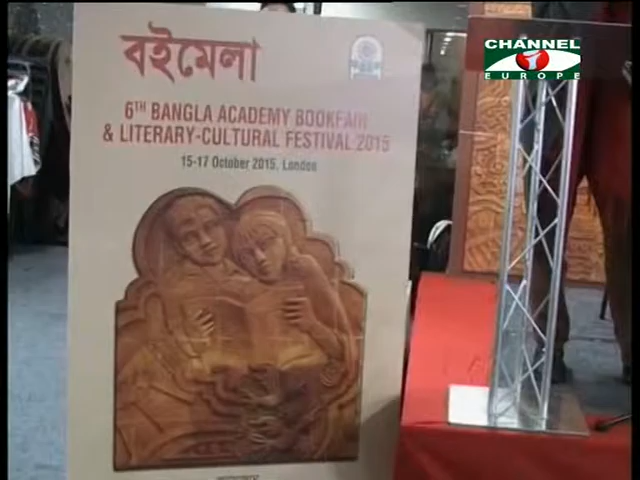 বইমেলা
6TH BANGLA ACADEMY BOOKFAIR
& LITERARY-CULTURAL FESTIVAL 2015
15-17 October 2015, London
CHANNEL
i
EUROPE